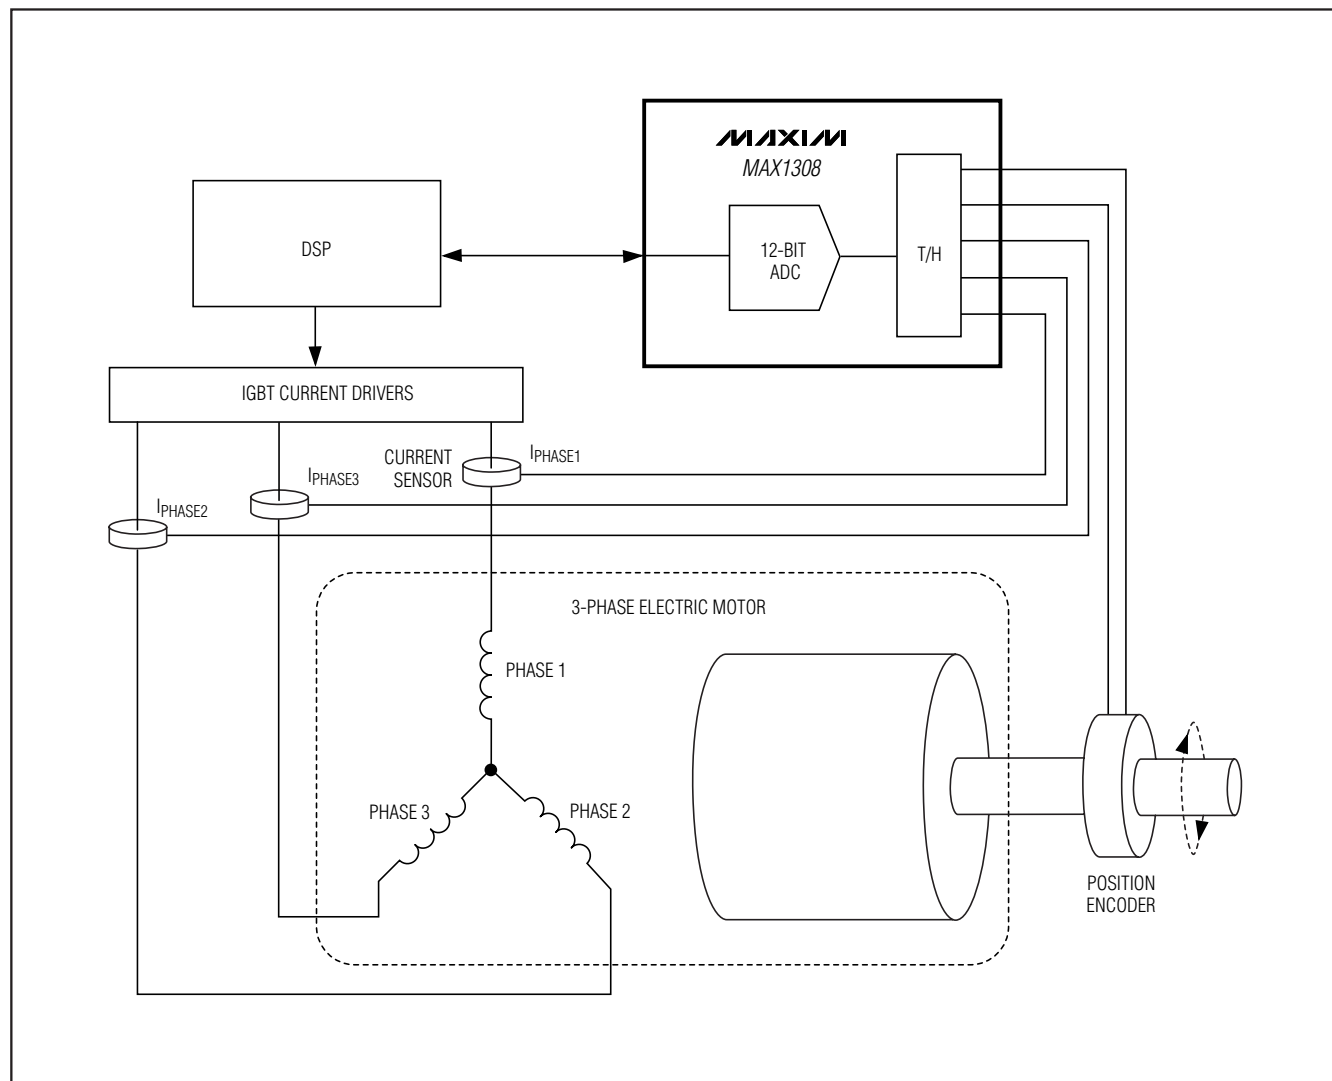 MAXIM
MAX1308
DSP
12-BIT
ADC
T/H
IGBT CURRENT DRIVERS
CURRENT
SENSOR
IPHASE1
IPHASE3
IPHASE2
3-PHASE ELECTRIC MOTOR
PHASE 1
PHASE 3
PHASE 2
POSITION
ENCODER